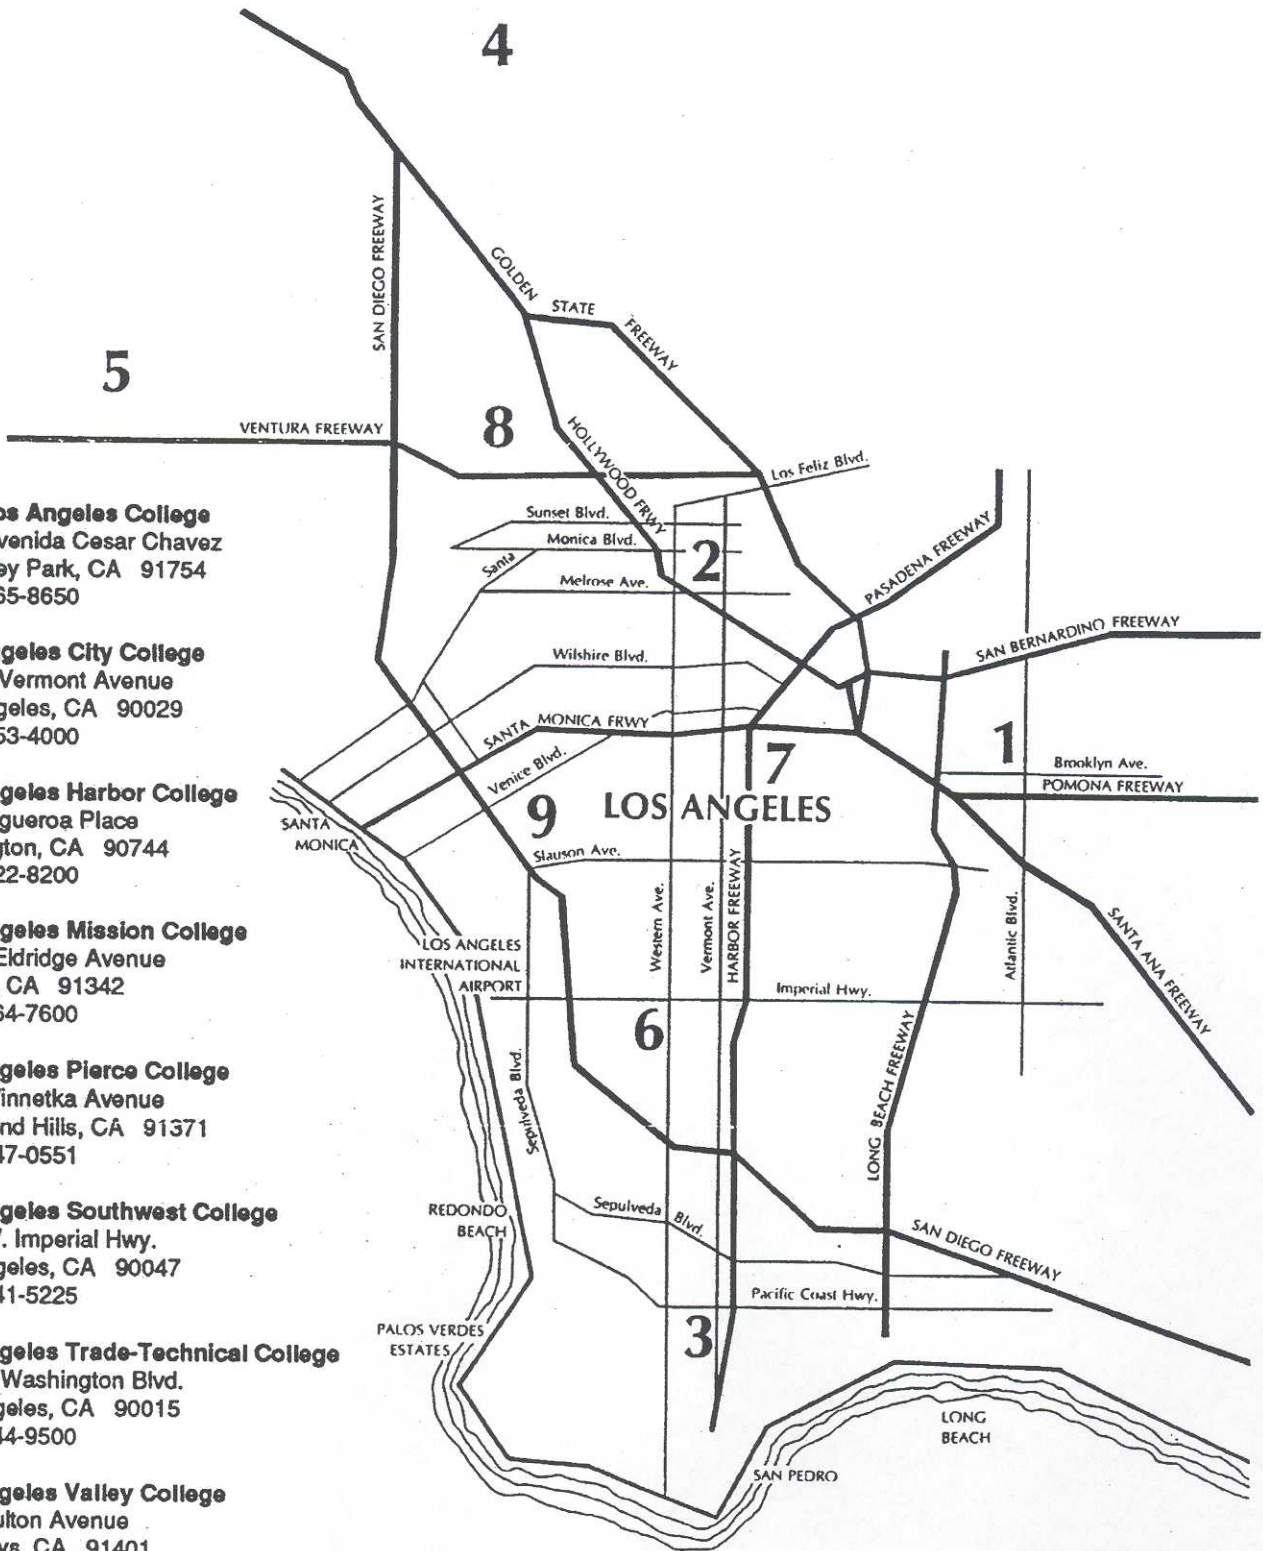 4
SAN DIEGO FREEWAY
GOLDEN STATE FREEWAY
5
VENTURA FREEWAY
8
HOLLYWOOD FRWY
Los Feliz Blvd.
Sunset Blvd.
Santa Monica Blvd.
2
Melrose Ave.
PASADENA FREEWAY
SAN BERNARDINO FREEWAY
Wilshire Blvd.
SANTA MONICA FRWY
Venice Blvd.
7
1
Brooklyn Ave.
POMONA FREEWAY
9
LOS ANGELES
SANTA
MONICA
Slauson Ave.
Western Ave.
Vermont Ave.
HARBOR FREEWAY
Atlantic Blvd.
SANTA ANA FREEWAY
LOS ANGELES
INTERNATIONAL
AIRPORT
Imperial Hwy.
6
Sepulveda Blvd.
LONG BEACH FREEWAY
REDONDO
BEACH
Sepulveda Blvd.
SAN DIEGO FREEWAY
Pacific Coast Hwy.
3
PALOS VERDES
ESTATES
LONG
BEACH
SAN PEDRO
os Angeles College
venida Cesar Chavez
ey Park, CA 91754
65-8650
geles City College
Vermont Avenue
geles, CA 90029
53-4000
geles Harbor College
gueroa Place
gton, CA 90744
22-8200
geles Mission College
Eldridge Avenue
CA 91342
64-7600
geles Pierce College
innetka Avenue
nd Hills, CA 91371
47-0551
geles Southwest College
. Imperial Hwy.
geles, CA 90047
41-5225
geles Trade-Technical College
Washington Blvd.
geles, CA 90015
44-9500
geles Valley College
ulton Avenue
ys, CA 91401